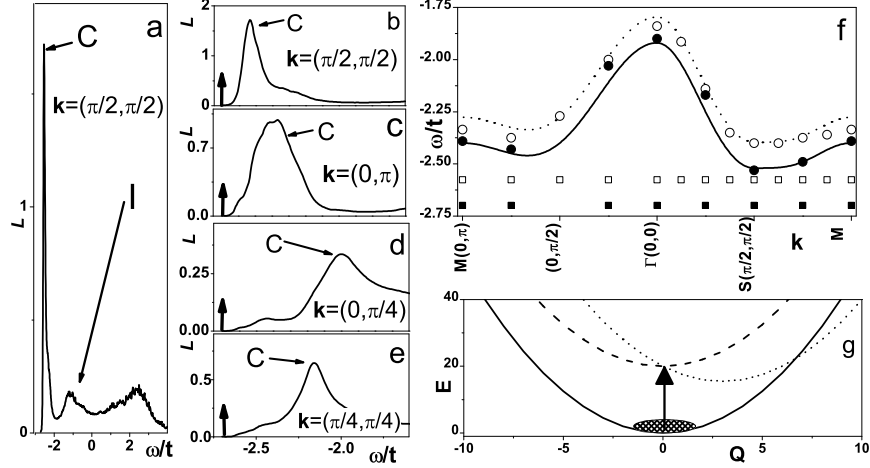 a
L
C
k=(π/2,π/2)
I
1
0
-2 0 2
ω/t
b
L
C
k=(π/2,π/2)
2
1
0
c
L
C
k=(0,π)
0.7
0.0
d
L
C
k=(0,π/4)
0.25
0.00
e
L
C
k=(π/4,π/4)
0.5
0.0
-2.5 -2.0
ω/t
f
ω/t
-1.75
-2.00
-2.25
-2.50
-2.75
M(0,π)
(0,π/2)
Γ(0,0)
S(π/2,π/2)
k
M
g
E
40
20
0
-10 -5 0 5 10
Q